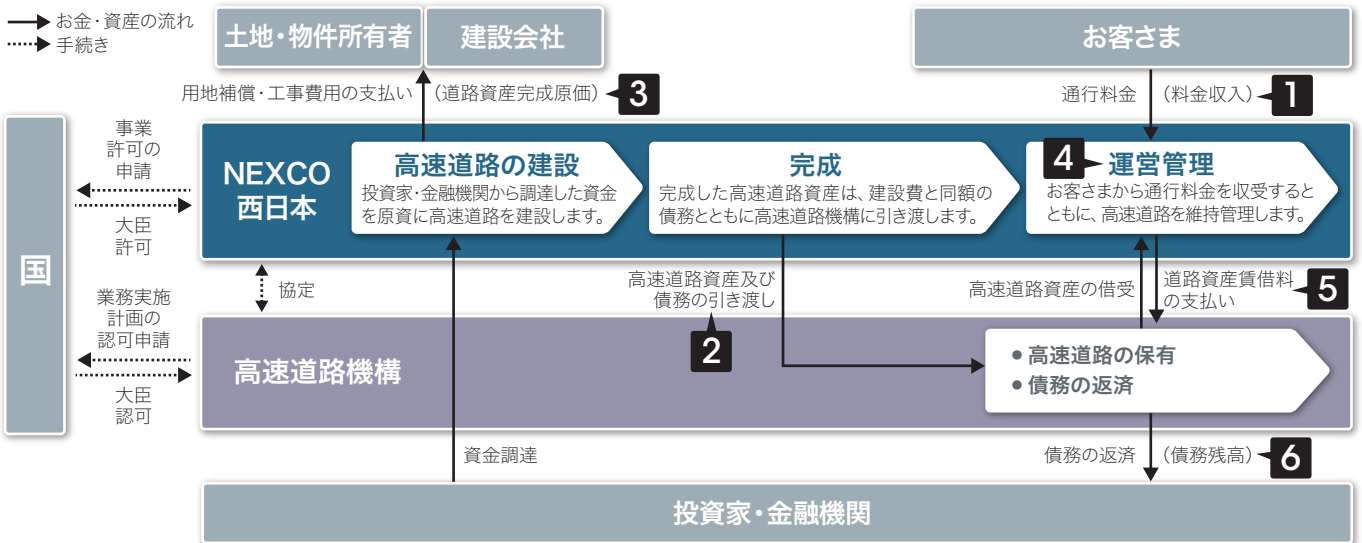 お金・資産の流れ
手続き
土地・物件所有者
建設会社
お客さま
用地補償・工事費用の支払い
(道路資産完成原価)
3
通行料金
(料金収入)
1
国
事業
許可の
申請
大臣
許可
NEXCO
西日本
高速道路の建設
投資家・金融機関から調達した資金
を原資に高速道路を建設します。
完成
完成した高速道路資産は、建設費と同額の
債務とともに高速道路機構に引き渡します。
4
運営管理
お客さまから通行料金を収受すると
ともに、高速道路を維持管理します。
協定
高速道路資産及び
債務の引き渡し
2
高速道路資産の借受
道路資産賃借料
の支払い
5
業務実施
計画の
認可申請
大臣
認可
高速道路機構
● 高速道路の保有
● 債務の返済
資金調達
債務の返済
(債務残高)
6
投資家・金融機関